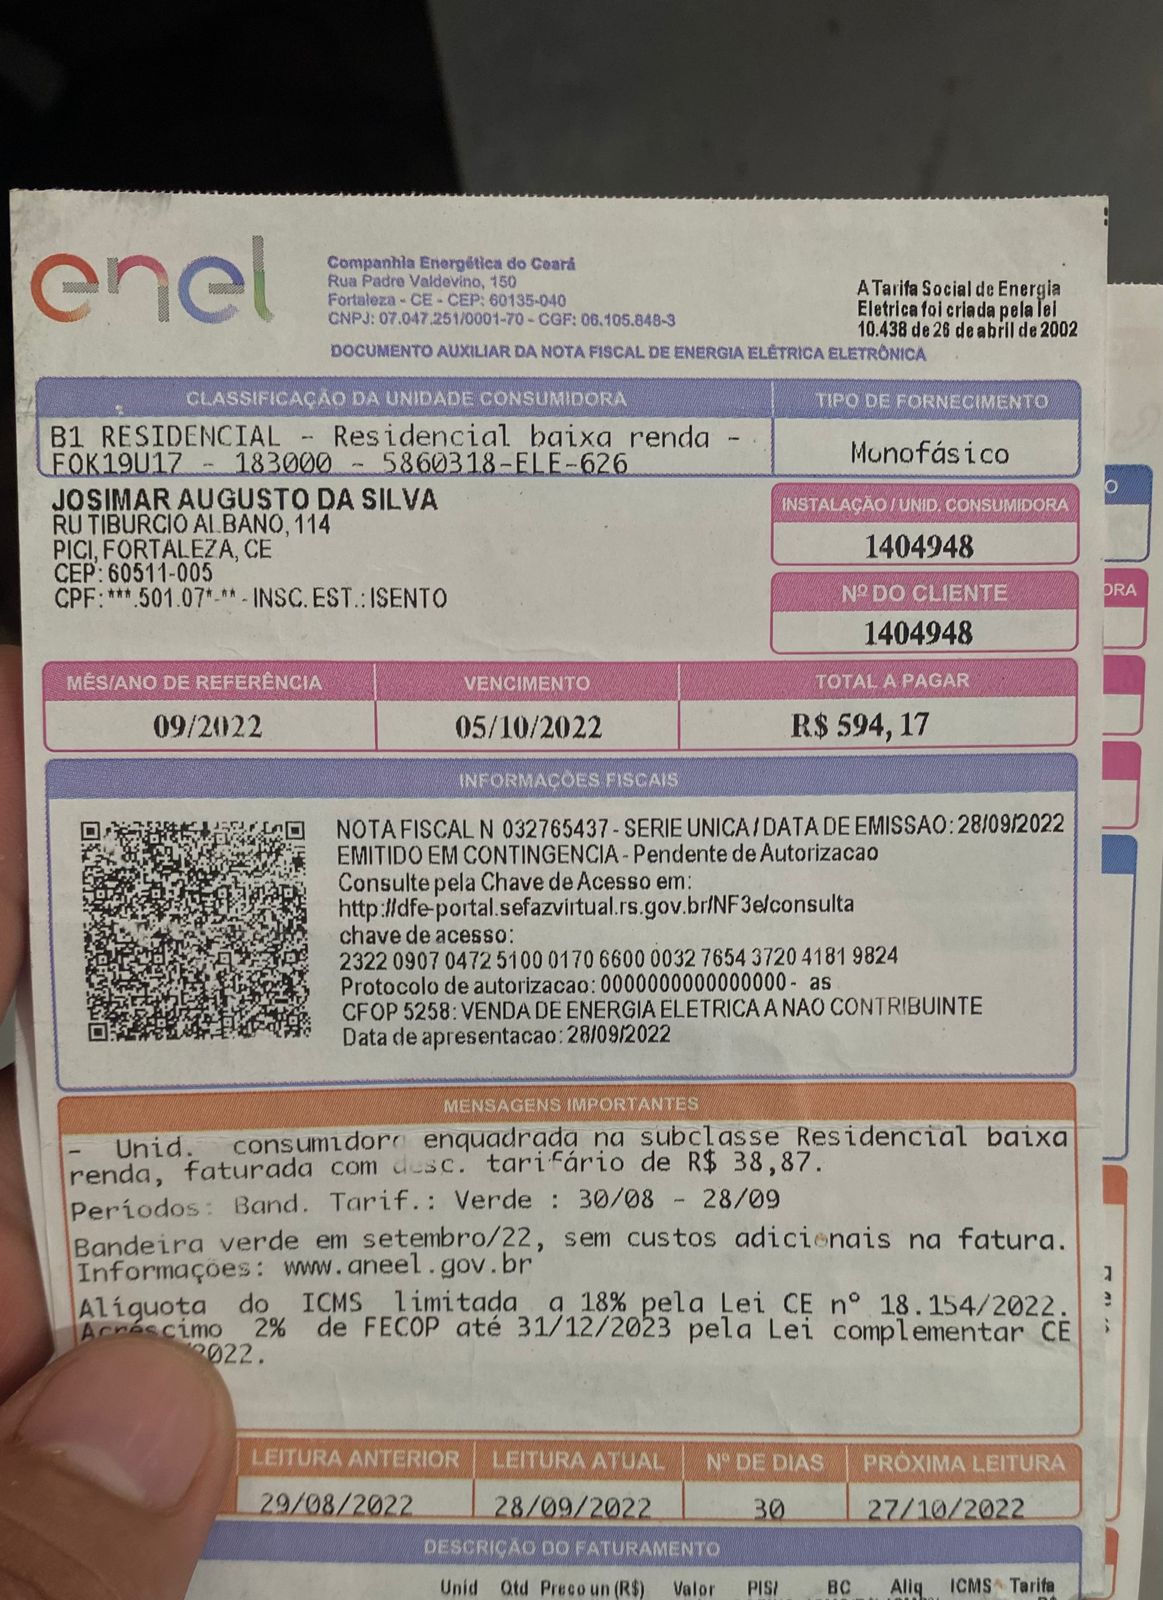 enel
Companhia Energética do Ceará
Rua Padre Valdevino, 150
Fortaleza - CE - CEP: 60135-040
CNPJ: 07.047.251/0001-70 - CGF: 06.105.848-3
A Tarifa Social de Energia
Eletrica foi criada pela lei
10.438 de 26 de abril de 2002
DOCUMENTO AUXILIAR DA NOTA FISCAL DE ENERGIA ELÉTRICA ELETRÔNICA
CLASSIFICAÇÃO DA UNIDADE CONSUMIDORA
TIPO DE FORNECIMENTO
B1 RESIDENCIAL - Residencial baixa renda -
FOK19U17 - 183000 - 5860318-ELE-626
Monofásico
JOSIMAR AUGUSTO DA SILVA
RU TIBURCIO ALBANO, 114
PICI, FORTALEZA, CE
CEP: 60511-005
CPF: ***.501.07*-** - INSC. EST.: ISENTO
INSTALAÇÃO / UNID. CONSUMIDORA
1404948
Nº DO CLIENTE
1404948
MÊS/ANO DE REFERÊNCIA VENCIMENTO TOTAL A PAGAR
09/2022 05/10/2022 R$ 594,17
INFORMAÇÕES FISCAIS
NOTA FISCAL N 032765437 - SERIE UNICA / DATA DE EMISSAO: 28/09/2022
EMITIDO EM CONTINGENCIA - Pendente de Autorizacao
Consulte pela Chave de Acesso em:
http://dfe-portal.sefazvirtual.rs.gov.br/NF3e/consulta
chave de acesso:
2322 0907 0472 5100 0170 6600 0032 7654 3720 4181 9824
Protocolo de autorizacao: 0000000000000000 - as
CFOP 5258: VENDA DE ENERGIA ELETRICA A NAO CONTRIBUINTE
Data de apresentacao: 28/09/2022
MENSAGENS IMPORTANTES
- Unid. consumidora enquadrada na subclasse Residencial baixa
renda, faturada com desc. tarifário de R$ 38,87.
Períodos: Band. Tarif.: Verde : 30/08 - 28/09
Bandeira verde em setembro/22, sem custos adicionais na fatura.
Informações: www.aneel.gov.br
Alíquota do ICMS limitada a 18% pela Lei CE nº 18.154/2022.
Acréscimo 2% de FECOP até 31/12/2023 pela Lei complementar CE
/2022.
LEITURA ANTERIOR LEITURA ATUAL Nº DE DIAS PRÓXIMA LEITURA
29/08/2022 28/09/2022 30 27/10/2022
DESCRIÇÃO DO FATURAMENTO
Unid Qtd Preco un (R$) Valor PIS/ BC Aliq ICMS Tarifa